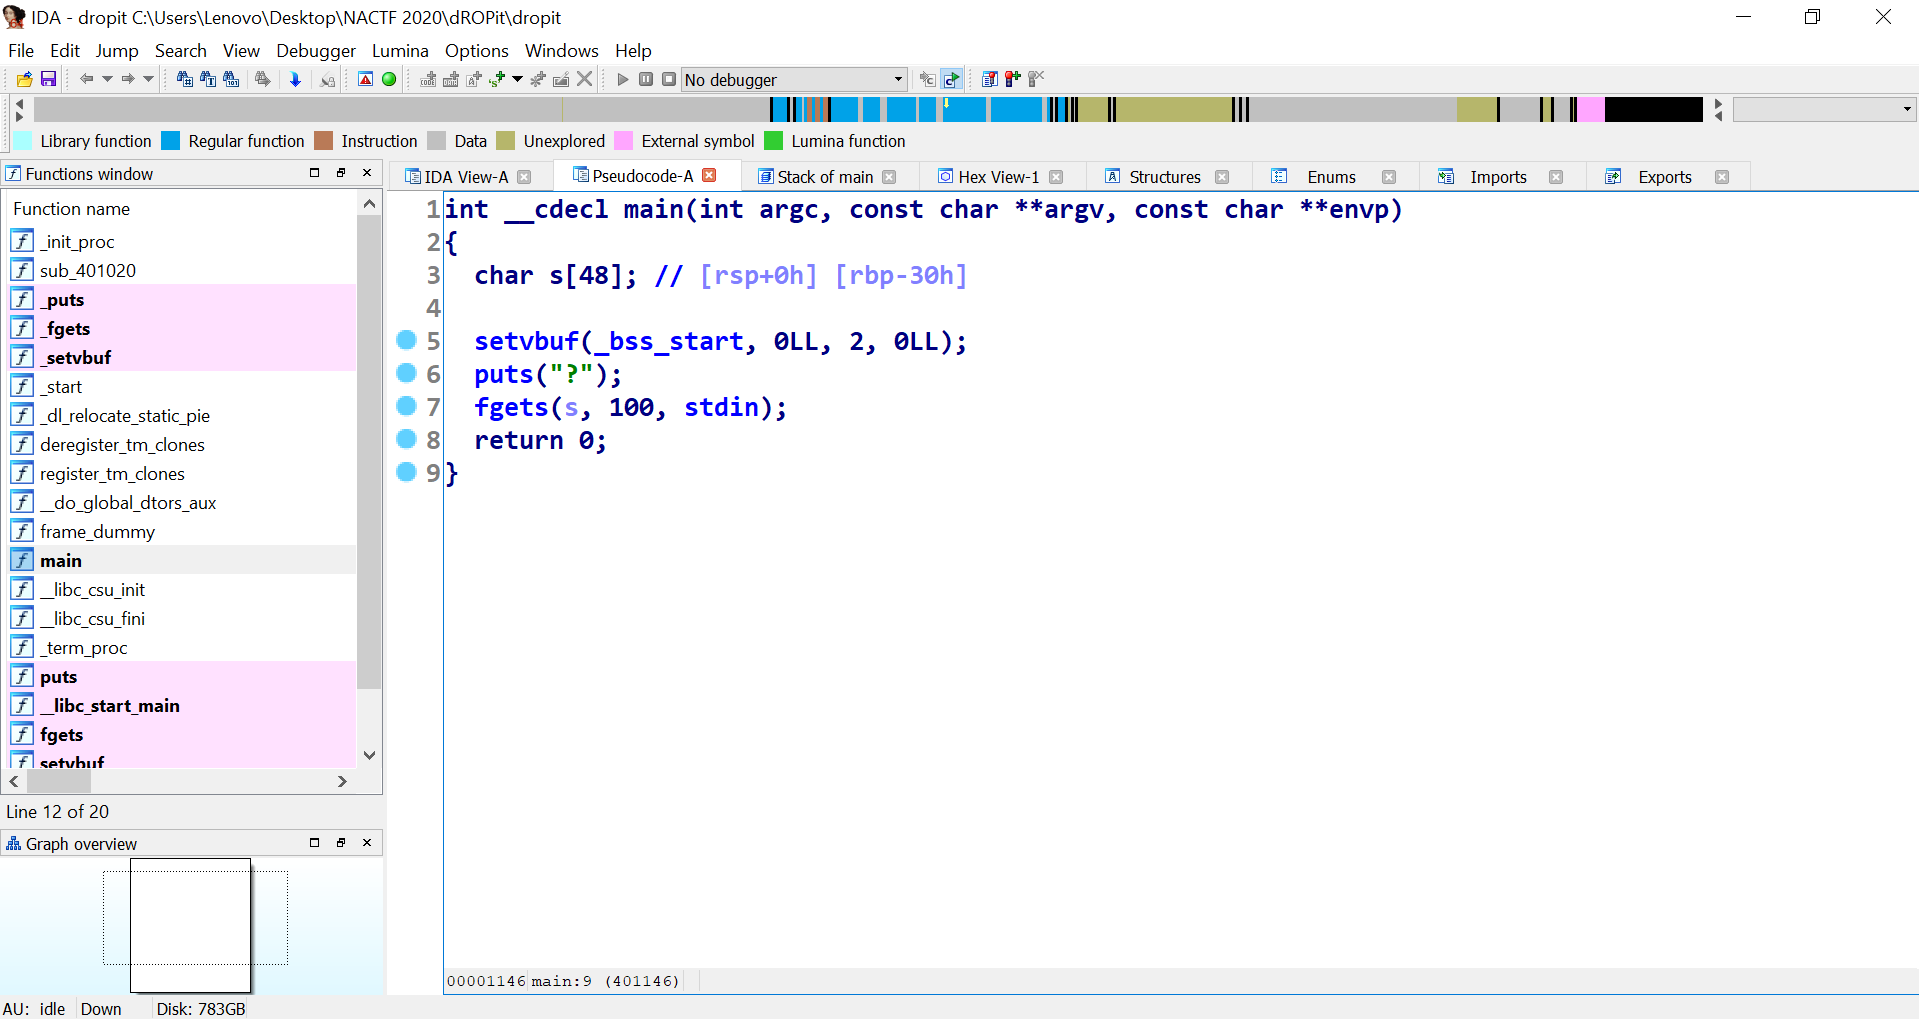 IDA - dropit C:\Users\Lenovo\Desktop\NACTF 2020\dROPit\dropit
File Edit Jump Search View Debugger Lumina Options Windows Help
No debugger
Library function Regular function Instruction Data Unexplored External symbol Lumina function
Functions window
IDA View-A Pseudocode-A Stack of main Hex View-1 Structures Enums Imports Exports
Function name
_init_proc
sub_401020
_puts
_fgets
_setvbuf
_start
_dl_relocate_static_pie
deregister_tm_clones
register_tm_clones
__do_global_dtors_aux
frame_dummy
main
__libc_csu_init
__libc_csu_fini
_term_proc
puts
__libc_start_main
fgets
setvbuf
Line 12 of 20
Graph overview
1 int __cdecl main(int argc, const char **argv, const char **envp)
2 {
3 char s[48]; // [rsp+0h] [rbp-30h]
4
5 setvbuf(_bss_start, 0LL, 2, 0LL);
6 puts("?");
7 fgets(s, 100, stdin);
8 return 0;
9 }
00001146 main:9 (401146)
AU: idle Down Disk: 783GB